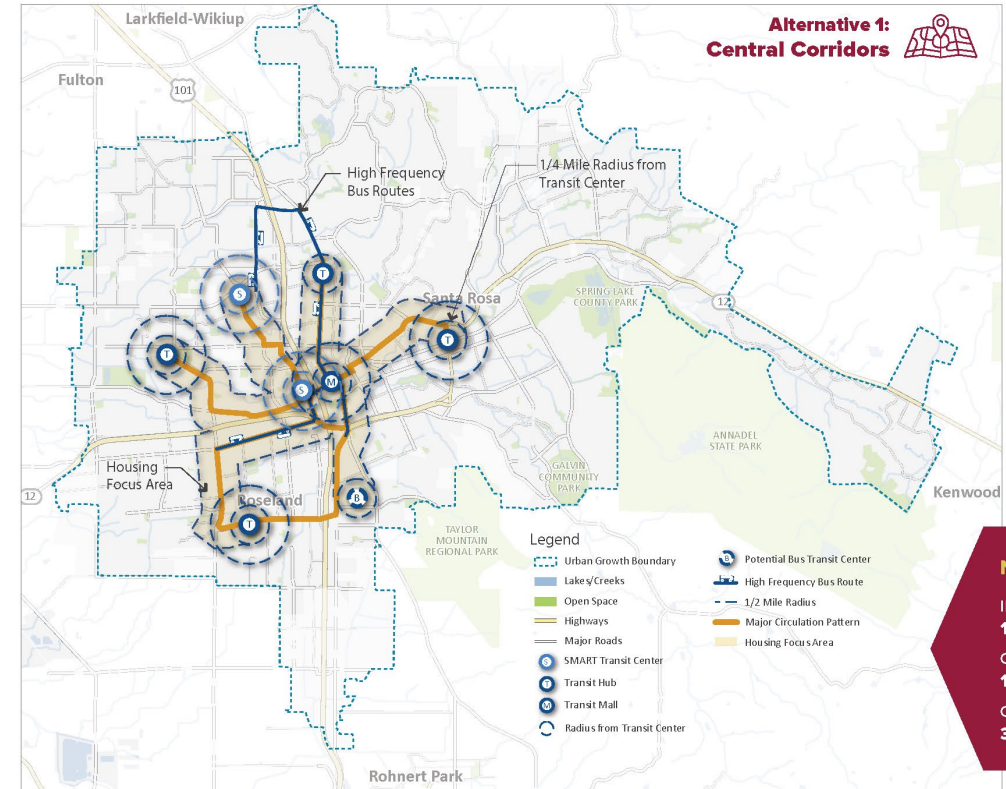 Larkfield-Wikiup
Alternative 1:
Central Corridors
Fulton
101
High Frequency
Bus Routes
1/4 Mile Radius from
Transit Center
T
S
Santa Rosa
SPRING LAKE
COUNTY PARK
12
T
T
M
S
ANNADEL
STATE PARK
Housing
Focus Area
GALVIN
COMMUNITY
PARK
12
Roseland
B
Kenwood
T
TAYLOR
MOUNTAIN
REGIONAL PARK
Legend
Urban Growth Boundary
Lakes/Creeks
Open Space
Highways
Major Roads
S SMART Transit Center
T Transit Hub
M Transit Mall
Radius from Transit Center
B Potential Bus Transit Center
High Frequency Bus Route
1/2 Mile Radius
Major Circulation Pattern
Housing Focus Area
Rohnert Park